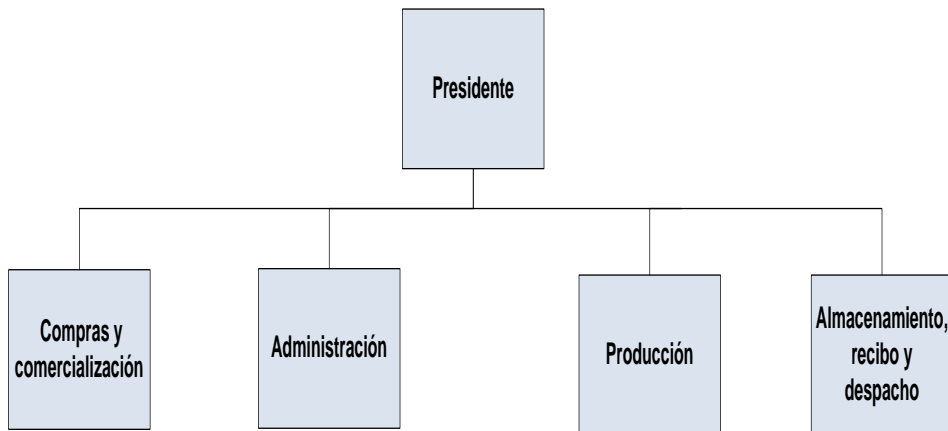 Presidente
Compras y
comercialización
Administración
Producción
Almacenamiento,
recibo y
despacho